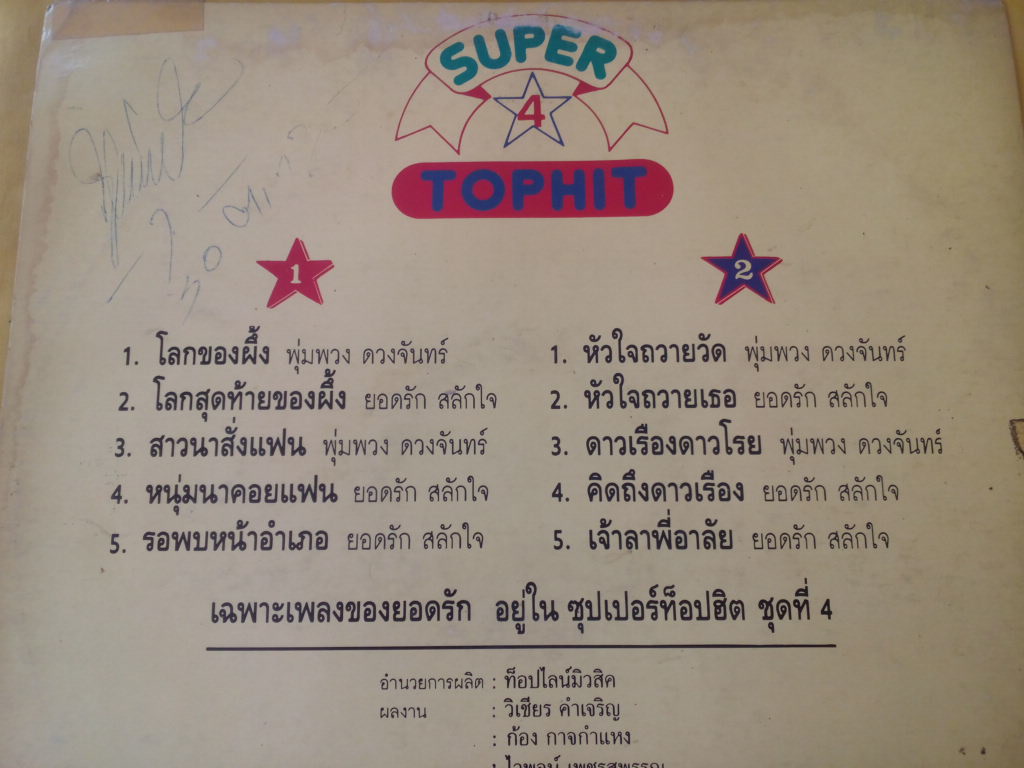 SUPER
4
TOPHIT
1
1. โลกของผึ้ง พุ่มพวง ดวงจันทร์
2. โลกสุดท้ายของผึ้ง ยอดรัก สลักใจ
3. สาวนาสั่งแฟน พุ่มพวง ดวงจันทร์
4. หนุ่มนาคอยแฟน ยอดรัก สลักใจ
5. รอพบหน้าอำเภอ ยอดรัก สลักใจ
2
1. หัวใจถวายวัด พุ่มพวง ดวงจันทร์
2. หัวใจถวายเธอ ยอดรัก สลักใจ
3. ดาวเรืองดาวโรย พุ่มพวง ดวงจันทร์
4. คิดถึงดาวเรือง ยอดรัก สลักใจ
5. เจ้าลาพี่อาลัย ยอดรัก สลักใจ
เฉพาะเพลงของยอดรัก อยู่ใน ซุปเปอร์ท็อปฮิต ชุดที่ 4
อำนวยการผลิต : ท็อปไลน์มิวสิค
ผลงาน : วิเชียร คำเจริญ
: ก้อง กาจกำแหง
: ไวพจน์ เพชรสุพรรณ